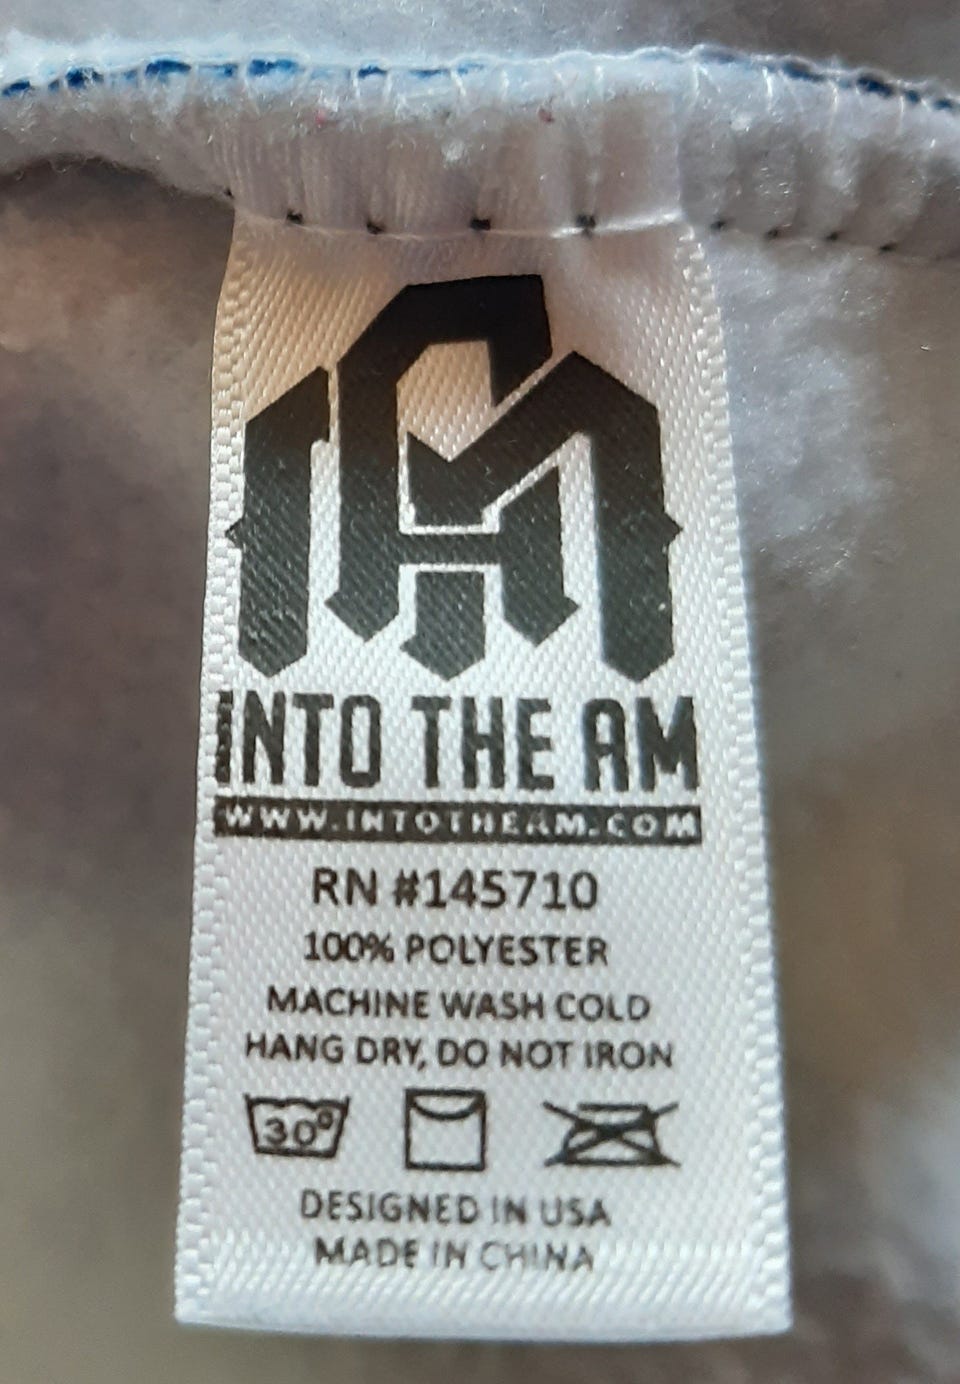 INTO THE AM
WWW.INTOTHEAM.COM
RN #145710
100% POLYESTER
MACHINE WASH COLD
HANG DRY, DO NOT IRON
30°
DESIGNED IN USA
MADE IN CHINA